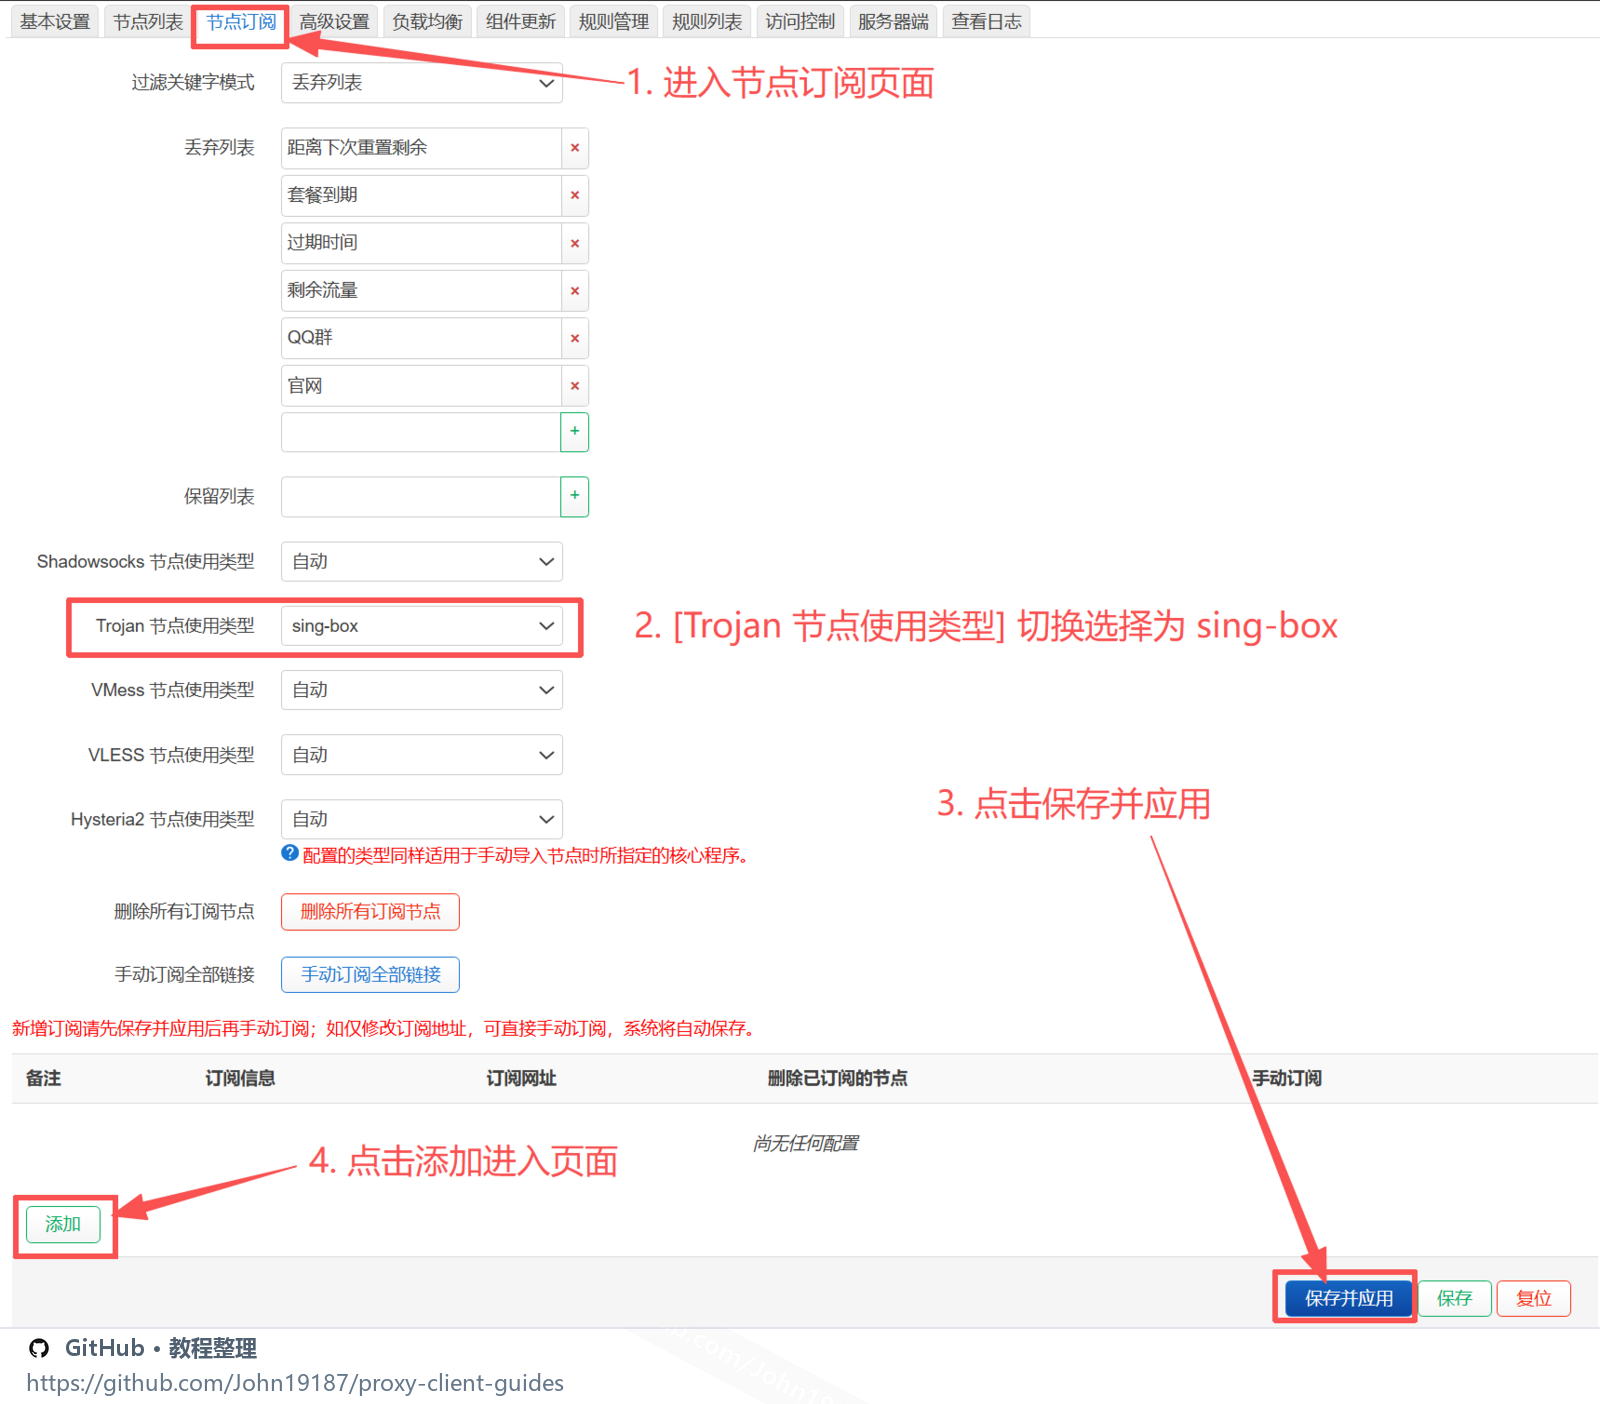 基本设置 节点列表 节点订阅 高级设置 负载均衡 组件更新 规则管理 规则列表 访问控制 服务器端 查看日志
过滤关键字模式 丢弃列表
1. 进入节点订阅页面
丢弃列表 距离下次重置剩余 ×
套餐到期 ×
过期时间 ×
剩余流量 ×
QQ群 ×
官网 ×
+
保留列表 +
Shadowsocks 节点使用类型 自动
Trojan 节点使用类型 sing-box
2. [Trojan 节点使用类型] 切换选择为 sing-box
VMess 节点使用类型 自动
VLESS 节点使用类型 自动
Hysteria2 节点使用类型 自动
3. 点击保存并应用
? 配置的类型同样适用于手动导入节点时所指定的核心程序。
删除所有订阅节点 删除所有订阅节点
手动订阅全部链接 手动订阅全部链接
新增订阅请先保存并应用后再手动订阅；如仅修改订阅地址，可直接手动订阅，系统将自动保存。
备注 订阅信息 订阅网址 删除已订阅的节点 手动订阅
尚无任何配置
4. 点击添加进入页面
添加
保存并应用 保存 复位
GitHub • 教程整理
https://github.com/John19187/proxy-client-guides